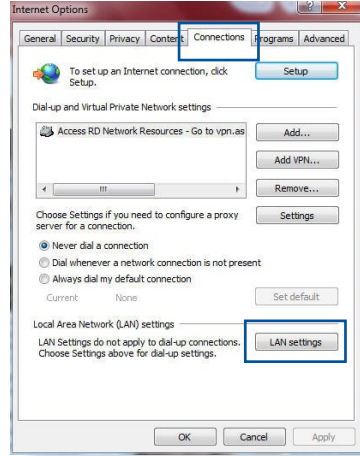 Internet Options
General Security Privacy Content Connections Programs Advanced
To set up an Internet connection, click
Setup.
Setup
Dial-up and Virtual Private Network settings
Access RD Network Resources - Go to vpn.as
Add...
Add VPN...
Remove...
Choose Settings if you need to configure a proxy
server for a connection.
Settings
Never dial a connection
Dial whenever a network connection is not present
Always dial my default connection
Current None
Set default
Local Area Network (LAN) settings
LAN Settings do not apply to dial-up connections.
Choose Settings above for dial-up settings.
LAN settings
OK Cancel Apply